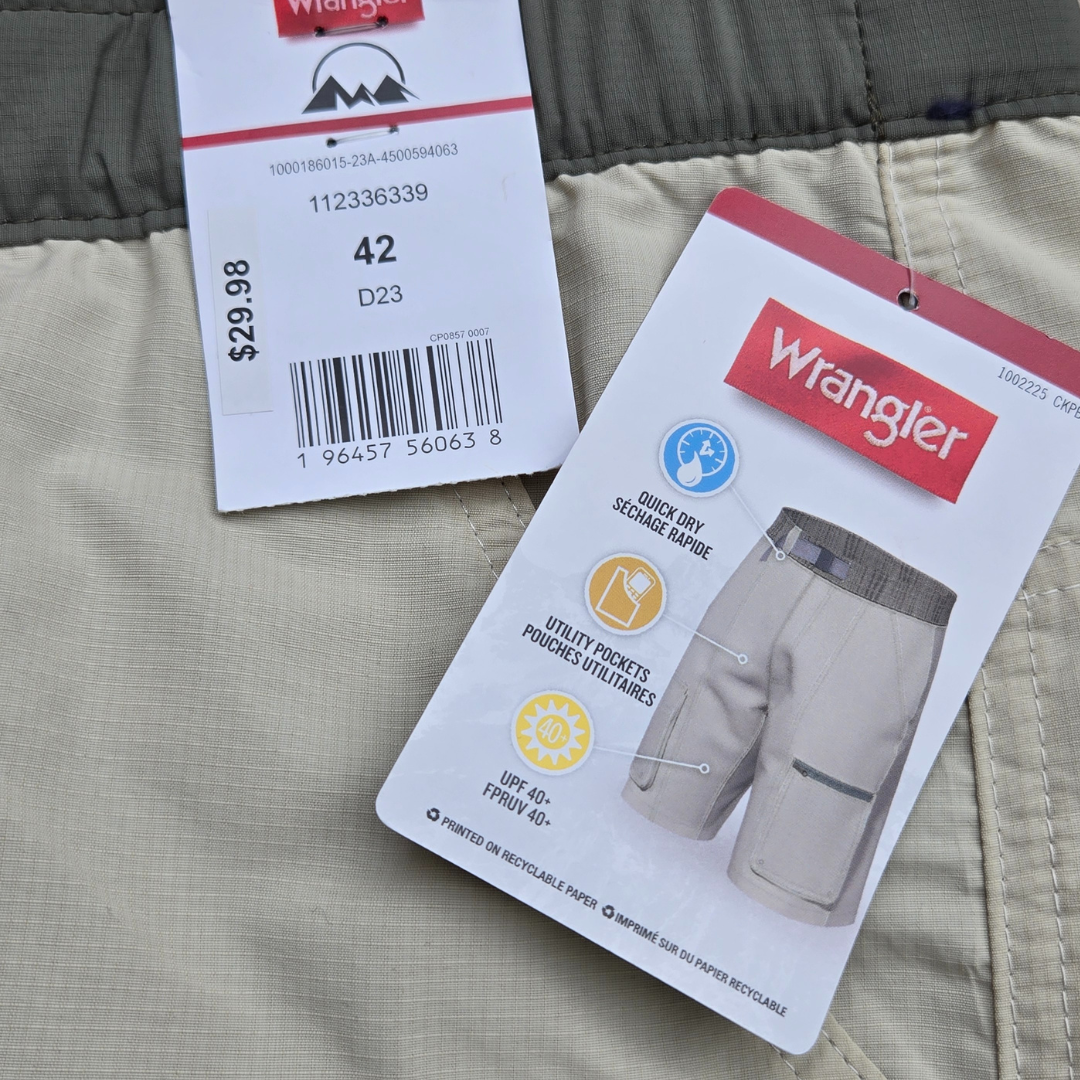 Wrangler
1000186015-23A-4500594063
112336339
42
D23
$29.98
CP0857 0007
1 96457 56063 8
1002225 CKPB
Wrangler®
QUICK DRY
SÉCHAGE RAPIDE
UTILITY POCKETS
POUCHES UTILITAIRES
40+
UPF 40+
FPRUV 40+
PRINTED ON RECYCLABLE PAPER IMPRIMÉ SUR DU PAPIER RECYCLABLE